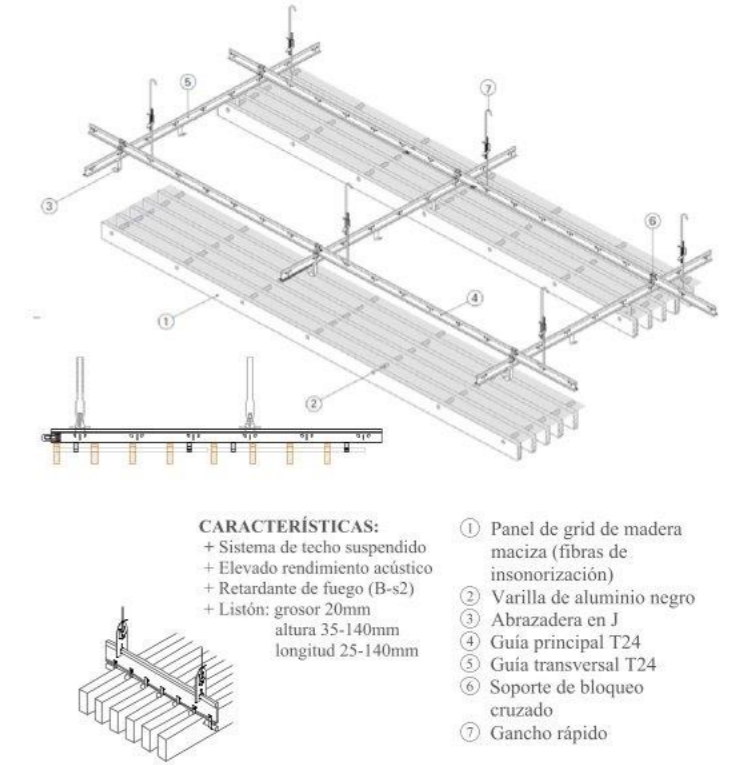 5
7
3
6
4
1
2
CARACTERÍSTICAS:
+ Sistema de techo suspendido
+ Elevado rendimiento acústico
+ Retardante de fuego (B-s2)
+ Listón: grosor 20mm
altura 35-140mm
longitud 25-140mm
1 Panel de grid de madera
maciza (fibras de
insonorización)
2 Varilla de aluminio negro
3 Abrazadera en J
4 Guía principal T24
5 Guía transversal T24
6 Soporte de bloqueo
cruzado
7 Gancho rápido